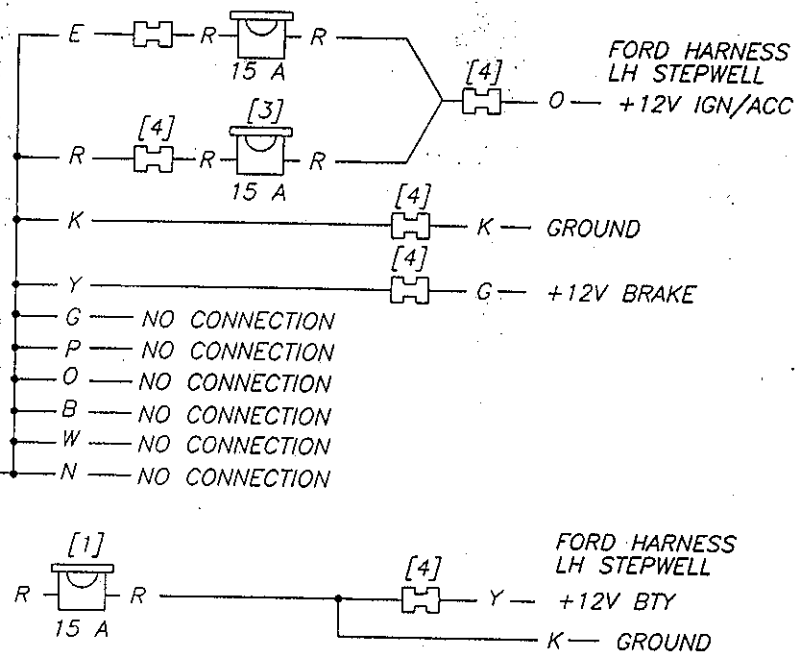 E R R
15 A
[4]
FORD HARNESS
LH STEPWELL
O +12V IGN/ACC
[4] [3]
R R R
15 A
[4]
K K GROUND
[4]
Y G +12V BRAKE
G NO CONNECTION
P NO CONNECTION
O NO CONNECTION
B NO CONNECTION
W NO CONNECTION
N NO CONNECTION
[1]
R R
15 A
[4]
FORD HARNESS
LH STEPWELL
Y +12V BTY
K GROUND